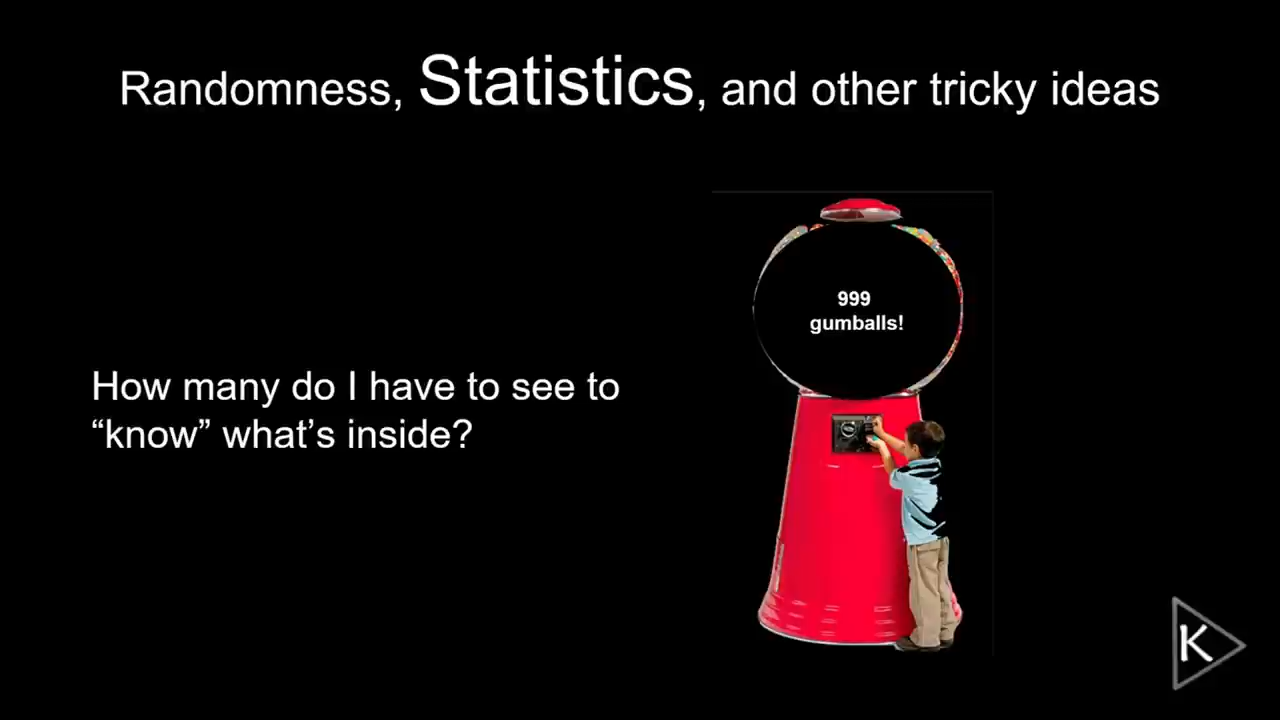 Randomness, Statistics, and other tricky ideas
999
gumballs!
How many do I have to see to
“know” what’s inside?
K